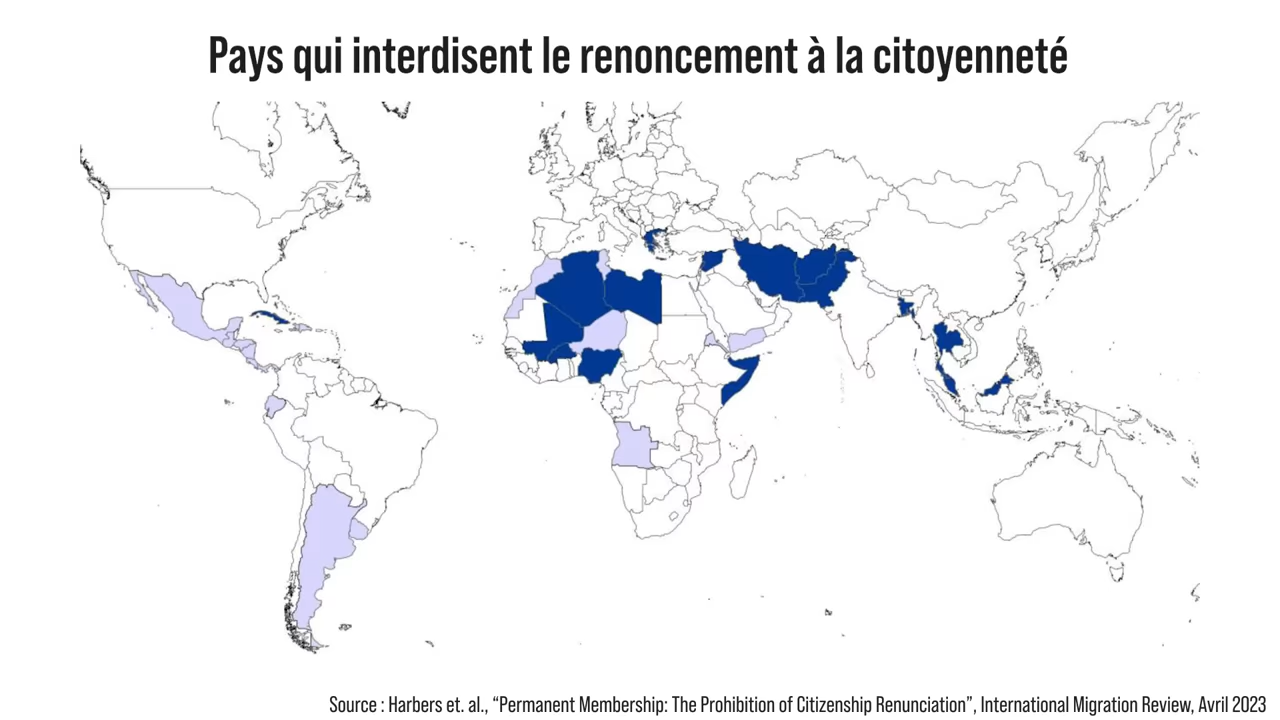 Pays qui interdisent le renoncement à la citoyenneté
Source : Harbers et. al., “Permanent Membership: The Prohibition of Citizenship Renunciation”, International Migration Review, Avril 2023